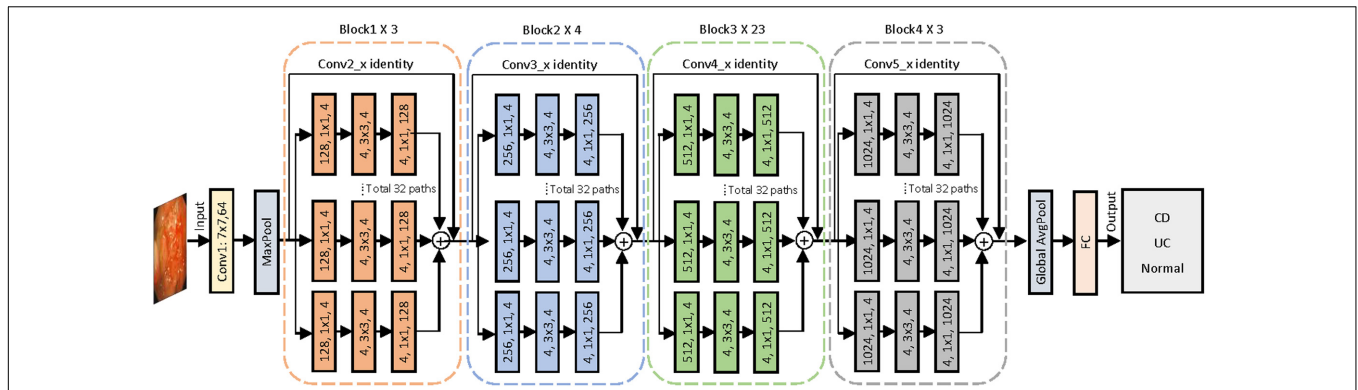 Block1 X 3
Block2 X 4
Block3 X 23
Block4 X 3
Conv2_x identity
Conv3_x identity
Conv4_x identity
Conv5_x identity
128, 1x1, 4
4, 3x3, 4
4, 1x1, 128
256, 1x1, 4
4, 3x3, 4
4, 1x1, 256
512, 1x1, 4
4, 3x3, 4
4, 1x1, 512
1024, 1x1, 4
4, 3x3, 4
4, 1x1, 1024
Total 32 paths
Total 32 paths
Total 32 paths
Total 32 paths
Input
Conv1: 7x7,64
MaxPool
128, 1x1, 4
4, 3x3, 4
4, 1x1, 128
256, 1x1, 4
4, 3x3, 4
4, 1x1, 256
512, 1x1, 4
4, 3x3, 4
4, 1x1, 512
1024, 1x1, 4
4, 3x3, 4
4, 1x1, 1024
Global AvgPool
FC
Output
CD
UC
Normal
128, 1x1, 4
4, 3x3, 4
4, 1x1, 128
256, 1x1, 4
4, 3x3, 4
4, 1x1, 256
512, 1x1, 4
4, 3x3, 4
4, 1x1, 512
1024, 1x1, 4
4, 3x3, 4
4, 1x1, 1024